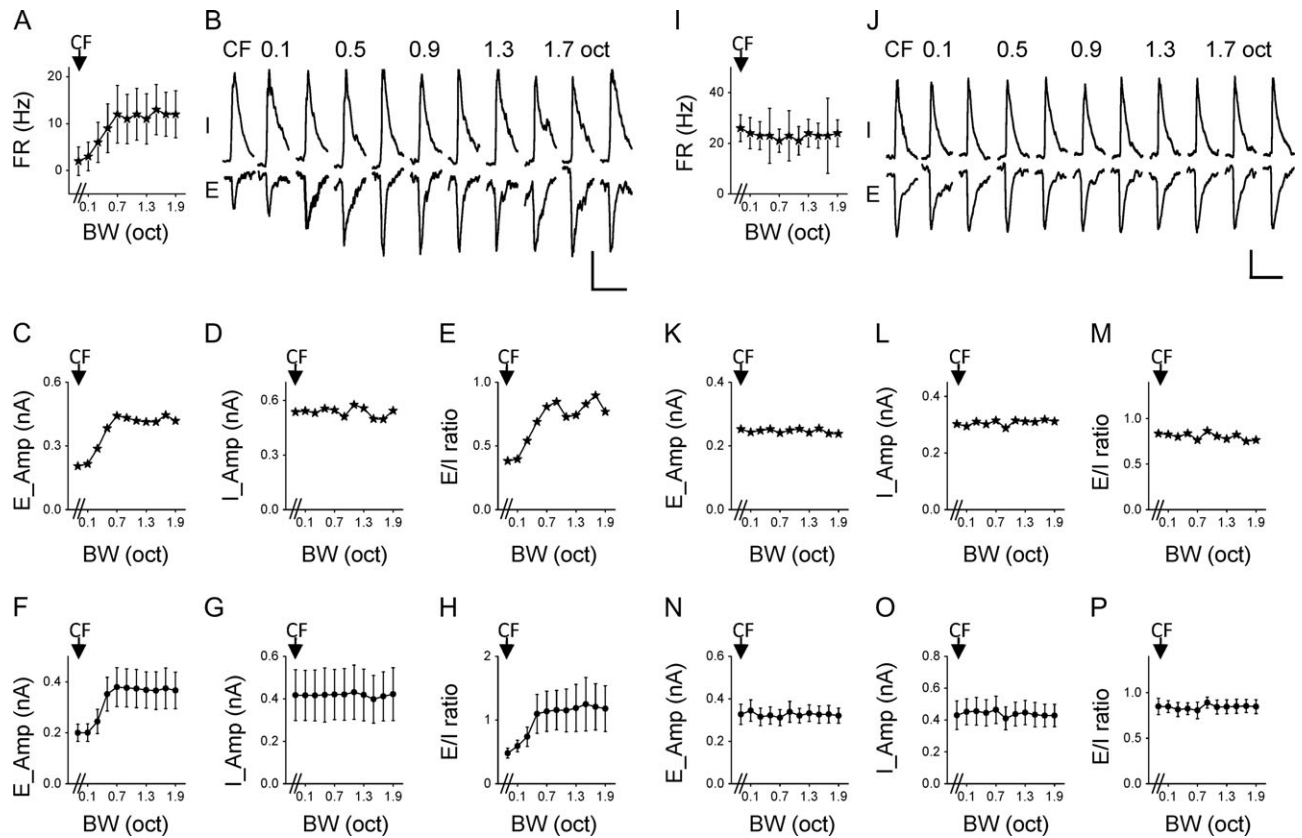 A
CF
FR (Hz)
20
10
0
0.1 0.7 1.3 1.9
BW (oct)
B
CF 0.1 0.5 0.9 1.3 1.7 oct
I
E
I
CF
FR (Hz)
60
40
20
0
0.1 0.7 1.3 1.9
BW (oct)
J
CF 0.1 0.5 0.9 1.3 1.7 oct
I
E
C
CF
E_Amp (nA)
0.6
0.3
0.0
0.1 0.7 1.3 1.9
BW (oct)
D
CF
I_Amp (nA)
0.6
0.3
0.0
0.1 0.7 1.3 1.9
BW (oct)
E
CF
E/I ratio
1.0
0.5
0.0
0.1 0.7 1.3 1.9
BW (oct)
K
CF
E_Amp (nA)
0.4
0.2
0.0
0.1 0.7 1.3 1.9
BW (oct)
L
CF
I_Amp (nA)
0.4
0.2
0.0
0.1 0.7 1.3 1.9
BW (oct)
M
CF
E/I ratio
1.0
0.5
0.0
0.1 0.7 1.3 1.9
BW (oct)
F
CF
E_Amp (nA)
0.4
0.2
0.0
0.1 0.7 1.3 1.9
BW (oct)
G
CF
I_Amp (nA)
0.6
0.4
0.2
0.0
0.1 0.7 1.3 1.9
BW (oct)
H
CF
E/I ratio
2
1
0
0.1 0.7 1.3 1.9
BW (oct)
N
CF
E_Amp (nA)
0.6
0.4
0.2
0.0
0.1 0.7 1.3 1.9
BW (oct)
O
CF
I_Amp (nA)
0.8
0.6
0.4
0.2
0.0
0.1 0.7 1.3 1.9
BW (oct)
P
CF
E/I ratio
1.0
0.5
0.0
0.1 0.7 1.3 1.9
BW (oct)